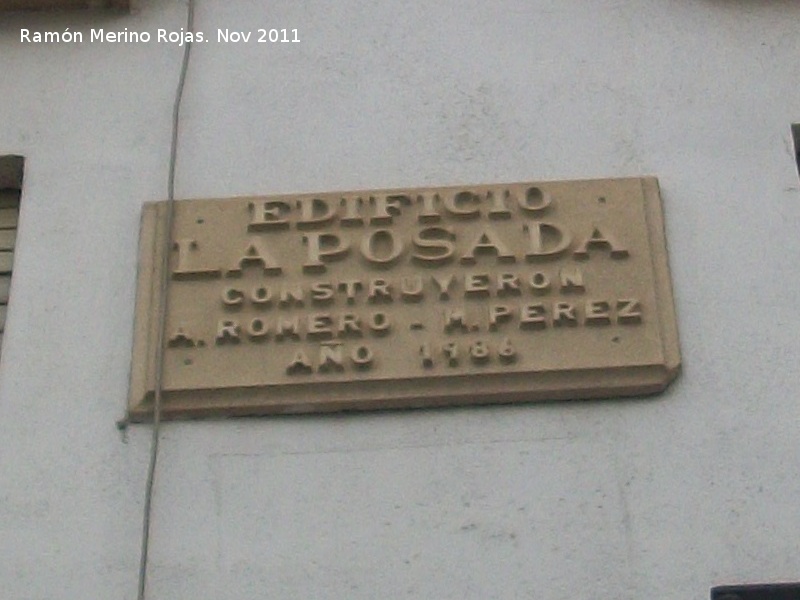 Ramón Merino Rojas. Nov 2011
EDIFICIO
LA POSADA
CONSTRUYERON
A. ROMERO - M. PEREZ
AÑO 1986